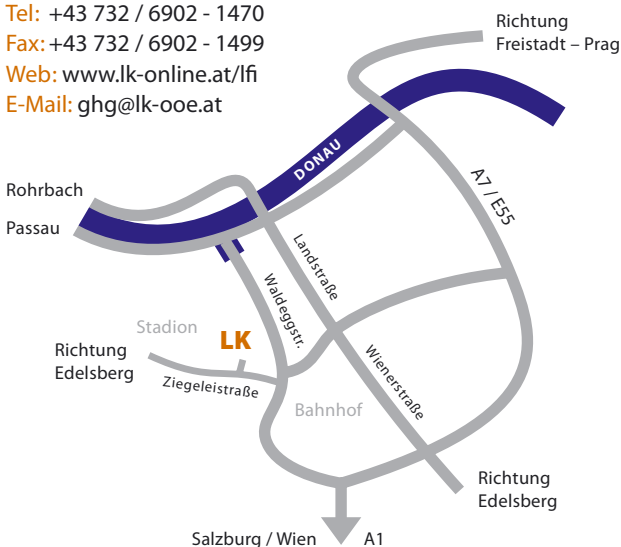 Tel: +43 732 / 6902 - 1470
Fax: +43 732 / 6902 - 1499
Web: www.lk-online.at/lfi
E-Mail: ghg@lk-ooe.at
Richtung
Freistadt – Prag
DONAU
A7 / E55
Rohrbach
Passau
Landstraße
Waldeggstr.
Stadion
LK
Richtung
Edelsberg
Ziegeleistraße
Wienerstraße
Bahnhof
Richtung
Edelsberg
Salzburg / Wien
A1